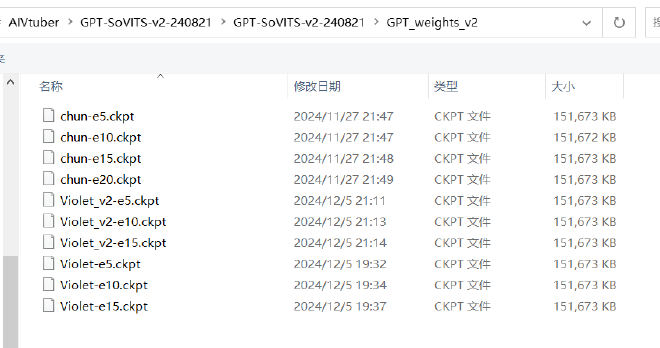 AIVtuber > GPT-SoVITS-v2-240821 > GPT-SoVITS-v2-240821 > GPT_weights_v2
名称 修改日期 类型 大小
chun-e5.ckpt 2024/11/27 21:47 CKPT 文件 151,673 KB
chun-e10.ckpt 2024/11/27 21:47 CKPT 文件 151,672 KB
chun-e15.ckpt 2024/11/27 21:48 CKPT 文件 151,673 KB
chun-e20.ckpt 2024/11/27 21:49 CKPT 文件 151,673 KB
Violet_v2-e5.ckpt 2024/12/5 21:11 CKPT 文件 151,673 KB
Violet_v2-e10.ckpt 2024/12/5 21:13 CKPT 文件 151,673 KB
Violet_v2-e15.ckpt 2024/12/5 21:14 CKPT 文件 151,673 KB
Violet-e5.ckpt 2024/12/5 19:32 CKPT 文件 151,673 KB
Violet-e10.ckpt 2024/12/5 19:34 CKPT 文件 151,673 KB
Violet-e15.ckpt 2024/12/5 19:37 CKPT 文件 151,673 KB